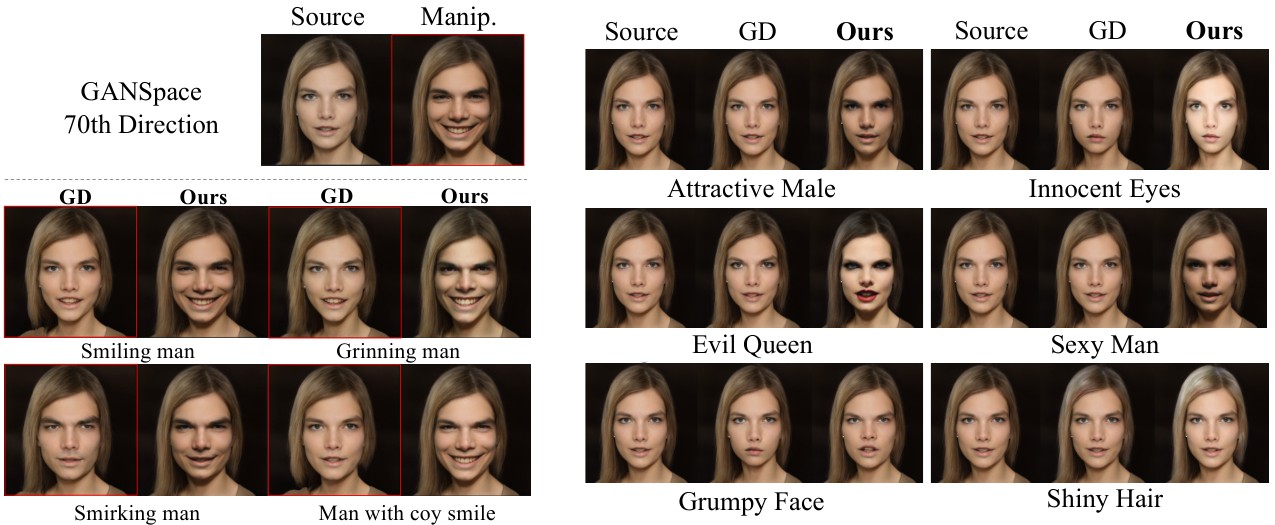 Source Manip.
GANSpace
70th Direction
GD Ours GD Ours
Smiling man Grinning man
Smirking man Man with coy smile
Source GD Ours Source GD Ours
Attractive Male Innocent Eyes
Evil Queen Sexy Man
Grumpy Face Shiny Hair